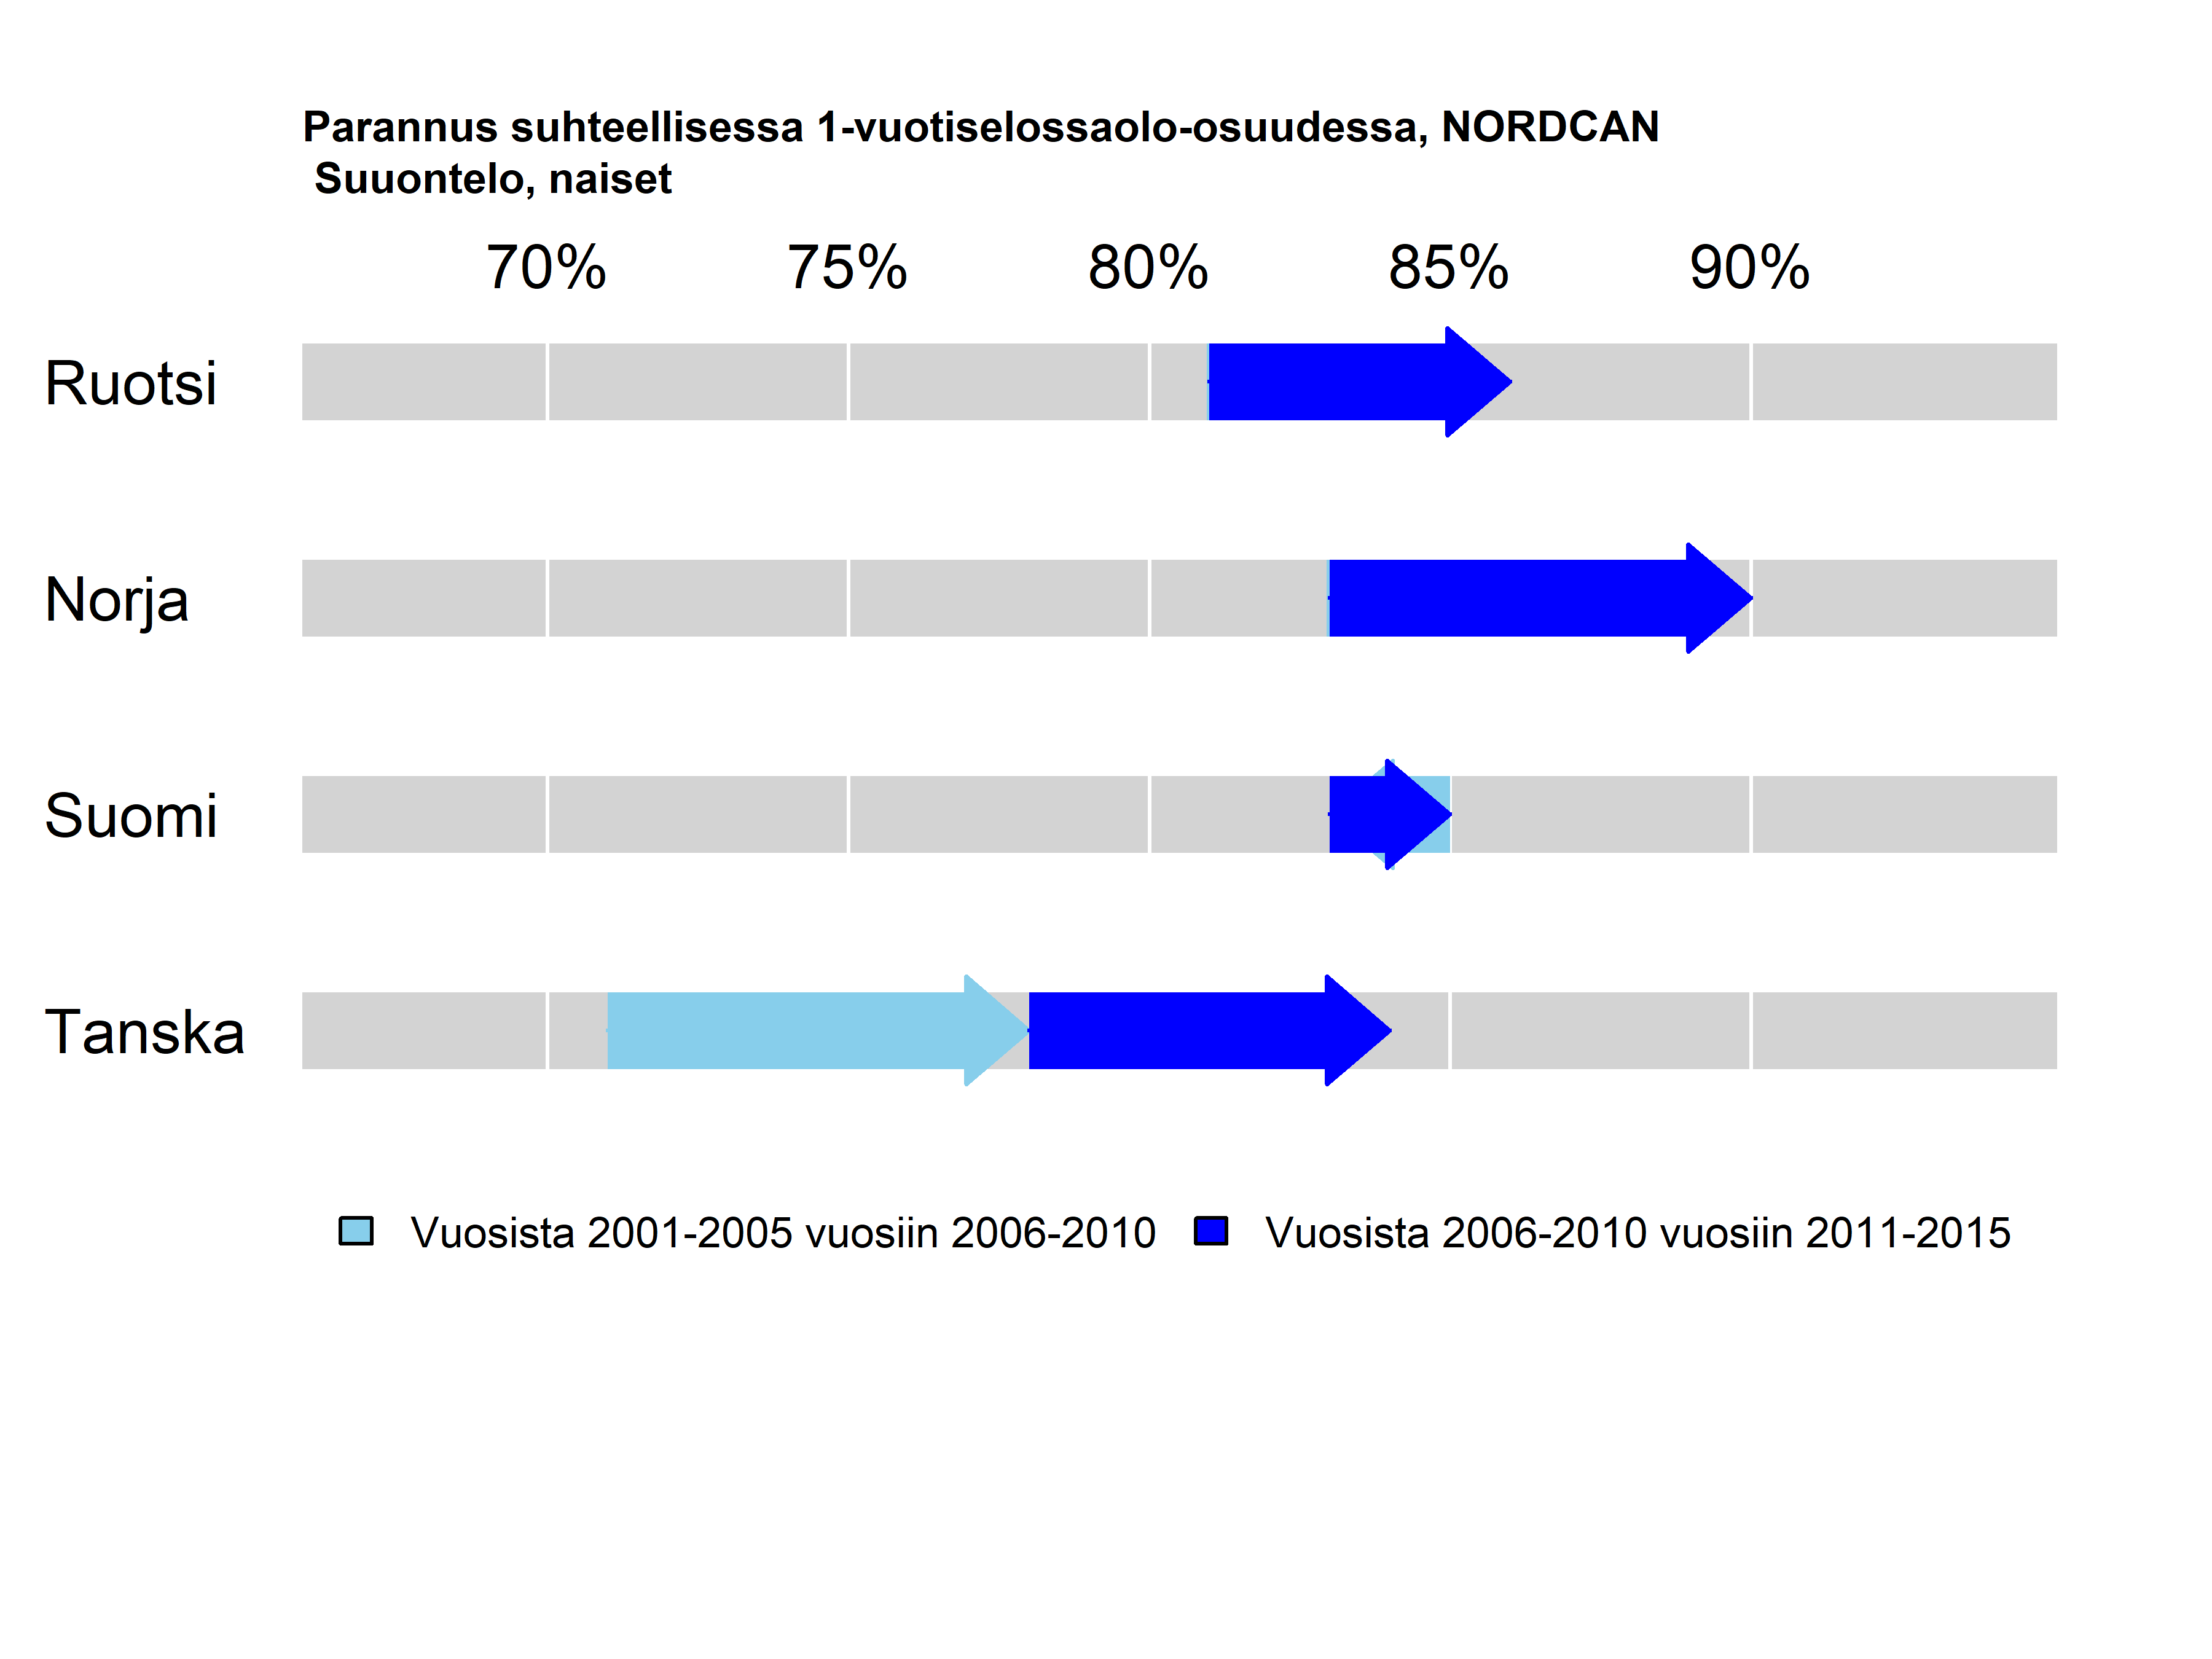 Parannus suhteellisessa 1-vuotiselossaolo-osuudessa, NORDCAN
Suuontelo, naiset
70% 75% 80% 85% 90%
Ruotsi
Norja
Suomi
Tanska
Vuosista 2001-2005 vuosiin 2006-2010 Vuosista 2006-2010 vuosiin 2011-2015